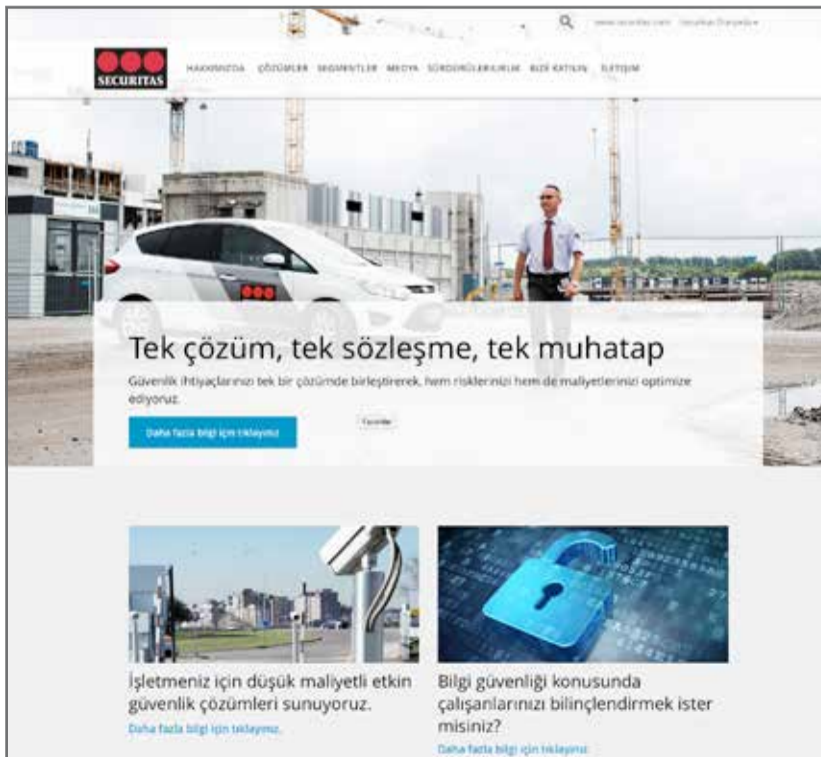 www.securitas.com
SECURITAS
HAKKIMIZDA ÇÖZÜMLER SEGMENTLER MEDYA SÜRDÜRÜLEBİLİRLİK BİZE KATILIN İLETİŞİM
Tek çözüm, tek sözleşme, tek muhatap
Güvenlik ihtiyaçlarınızı tek bir çözümde birleştirerek, hem risklerinizi hem de maliyetlerinizi optimize
ediyoruz.
Daha fazla bilgi için tıklayınız
İşletmeniz için düşük maliyetli etkin
güvenlik çözümleri sunuyoruz.
Daha fazla bilgi için tıklayınız.
Bilgi güvenliği konusunda
çalışanlarınızı bilinçlendirmek ister
misiniz?
Daha fazla bilgi için tıklayınız